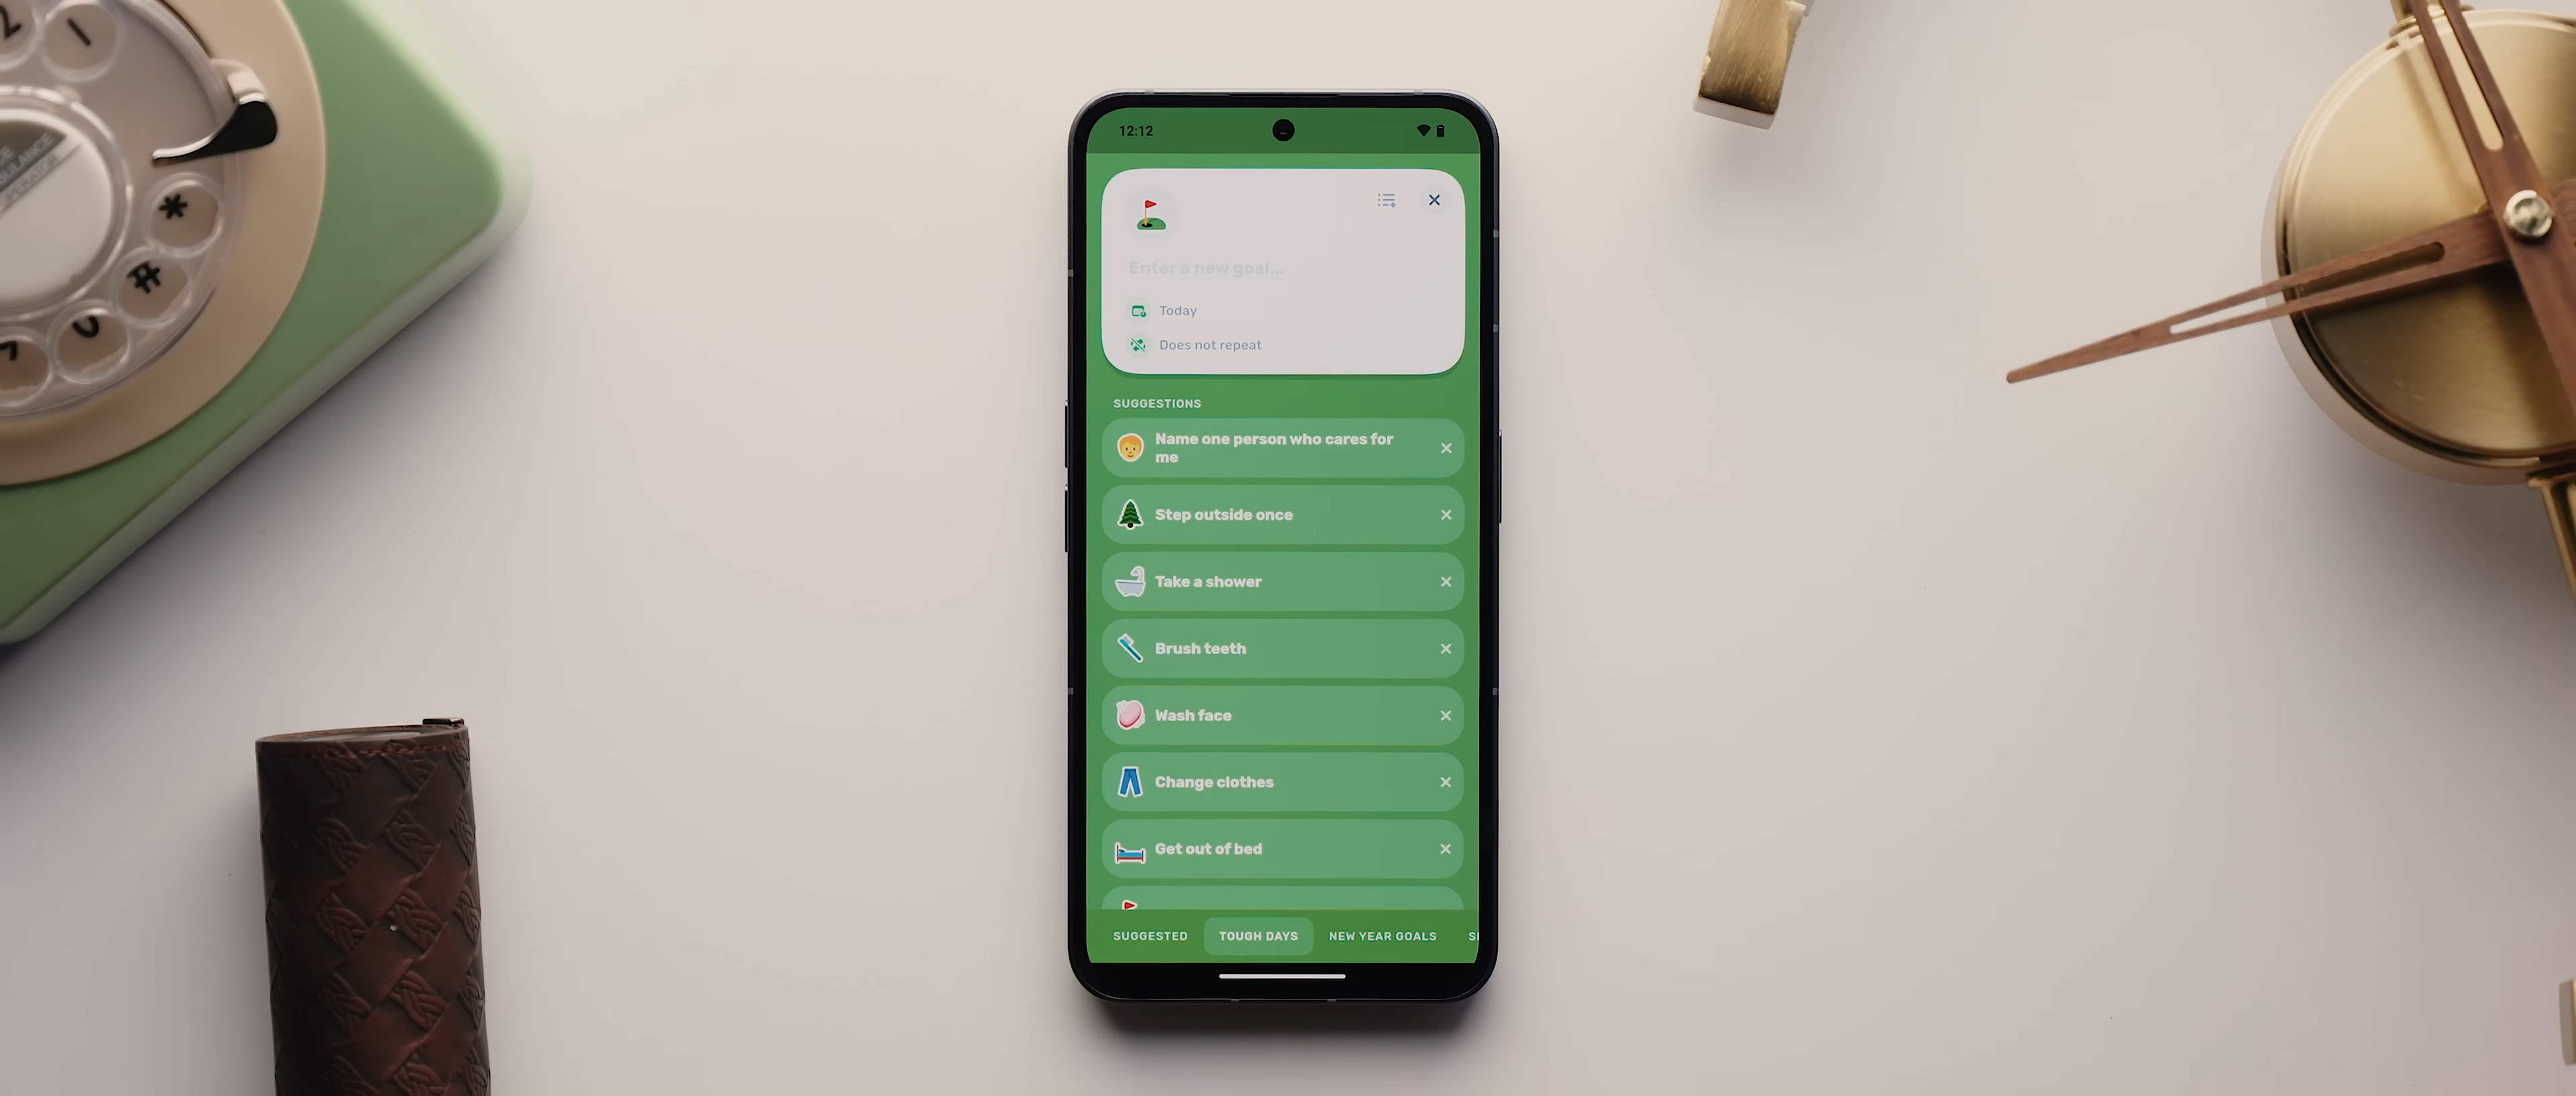 2
1
*
#
12:12
Enter a new goal...
Today
Does not repeat
SUGGESTIONS
Name one person who cares for
me
Step outside once
Take a shower
Brush teeth
Wash face
Change clothes
Get out of bed
SUGGESTED
TOUGH DAYS
NEW YEAR GOALS